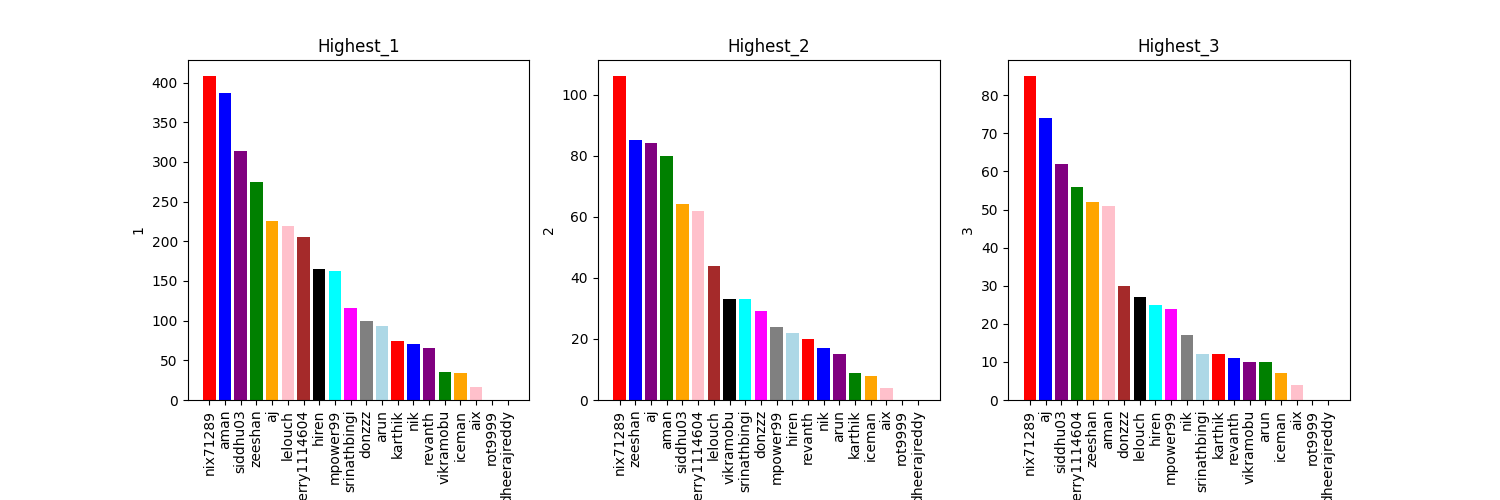 Highest_1
Highest_2
Highest_3
1
400
350
300
250
200
150
100
50
0
nix71289
aman
siddhu03
zeeshan
aj
lelouch
erry1114604
hiren
mpower99
srinathbingi
donzzz
arun
karthik
nik
revanth
vikramobu
iceman
aix
rot9999
dheerajreddy
2
100
80
60
40
20
0
nix71289
zeeshan
aj
aman
siddhu03
erry1114604
lelouch
vikramobu
srinathbingi
donzzz
mpower99
hiren
revanth
nik
arun
karthik
iceman
aix
rot9999
dheerajreddy
3
80
70
60
50
40
30
20
10
0
nix71289
aj
siddhu03
erry1114604
zeeshan
aman
donzzz
lelouch
hiren
mpower99
nik
srinathbingi
karthik
revanth
vikramobu
arun
iceman
aix
rot9999
dheerajreddy